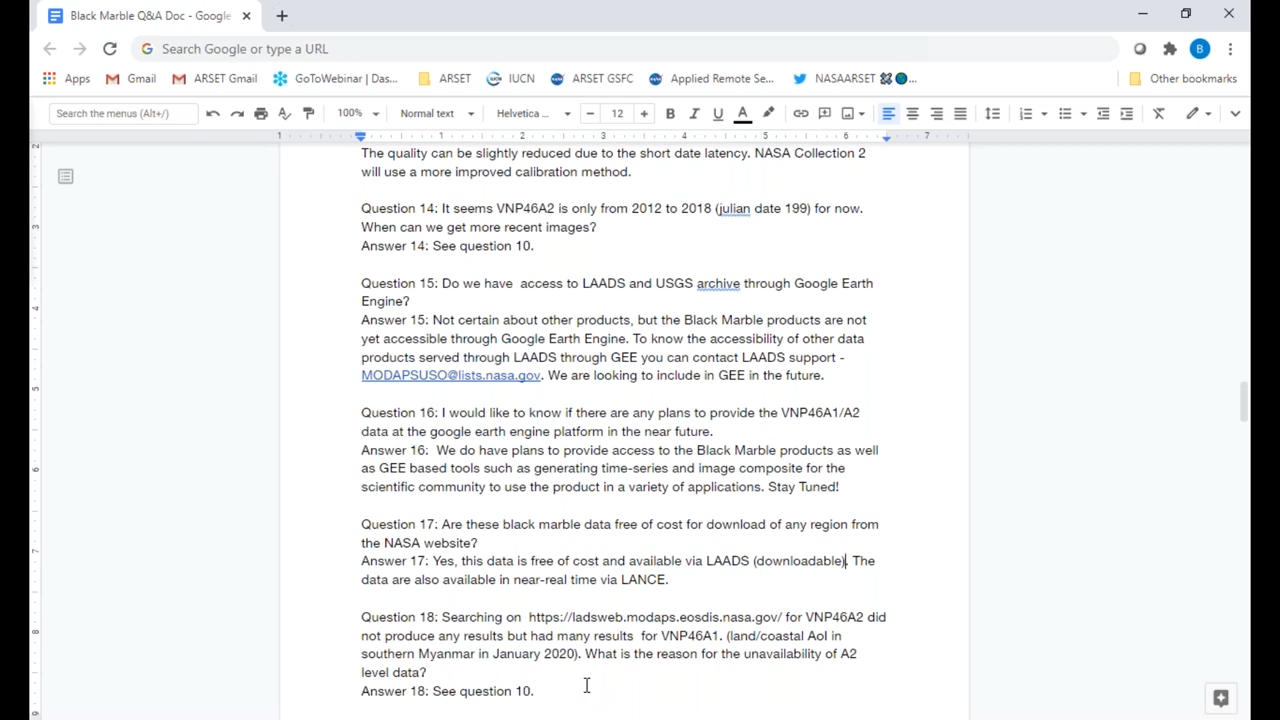 Black Marble Q&A Doc - Google
Search Google or type a URL
Apps Gmail ARSET Gmail GoToWebinar | Das... ARSET IUCN ARSET GSFC Applied Remote Se... NASAARSET Other bookmarks
Search the menus (Alt+/) 100% Normal text Helvetica ... 12 B I U A
1 1 2 3 4 5 6 7
The quality can be slightly reduced due to the short date latency. NASA Collection 2
will use a more improved calibration method.
Question 14: It seems VNP46A2 is only from 2012 to 2018 (julian date 199) for now.
When can we get more recent images?
Answer 14: See question 10.
Question 15: Do we have  access to LAADS and USGS archive through Google Earth
Engine?
Answer 15: Not certain about other products, but the Black Marble products are not
yet accessible through Google Earth Engine. To know the accessibility of other data
products served through LAADS through GEE you can contact LAADS support -
MODAPSUSO@lists.nasa.gov. We are looking to include in GEE in the future.
Question 16: I would like to know if there are any plans to provide the VNP46A1/A2
data at the google earth engine platform in the near future.
Answer 16:  We do have plans to provide access to the Black Marble products as well
as GEE based tools such as generating time-series and image composite for the
scientific community to use the product in a variety of applications. Stay Tuned!
Question 17: Are these black marble data free of cost for download of any region from
the NASA website?
Answer 17: Yes, this data is free of cost and available via LAADS (downloadable). The
data are also available in near-real time via LANCE.
Question 18: Searching on  https://ladsweb.modaps.eosdis.nasa.gov/ for VNP46A2 did
not produce any results but had many results  for VNP46A1. (land/coastal AoI in
southern Myanmar in January 2020). What is the reason for the unavailability of A2
level data?
Answer 18: See question 10.